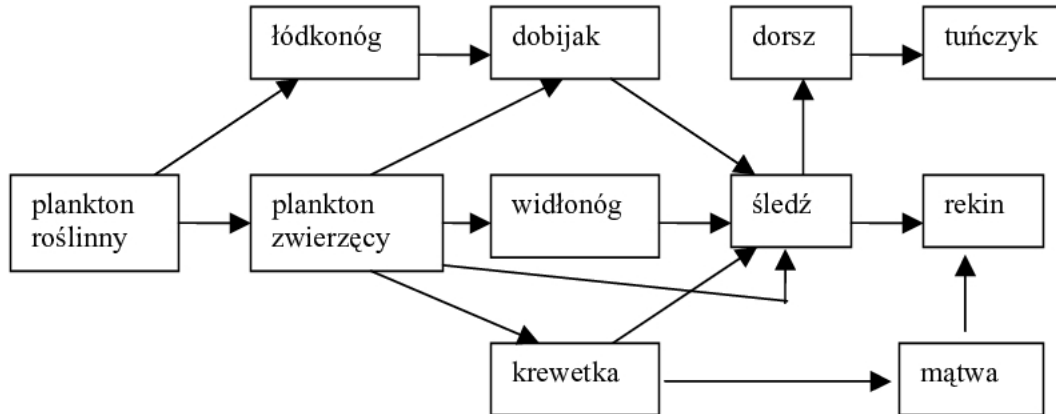 łódkonóg
dobijak
dorsz
tuńczyk
plankton
roślinny
plankton
zwierzęcy
widłonóg
śledź
rekin
krewetka
mątwa